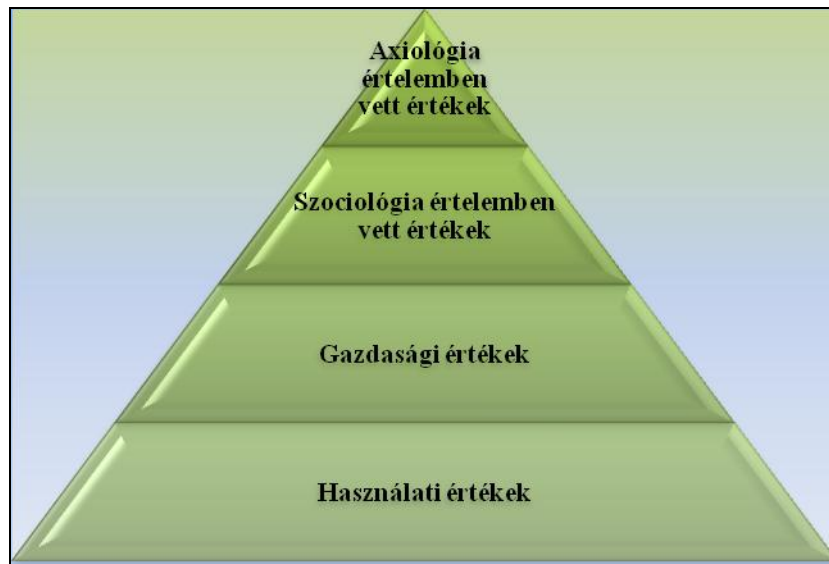 Axiológia
értelemben
vett értékek
Szociológia értelemben
vett értékek
Gazdasági értékek
Használati értékek